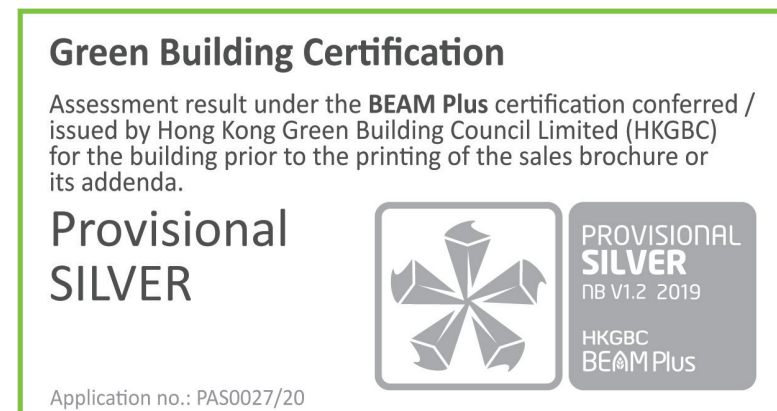 Green Building Certification
Assessment result under the BEAM Plus certification conferred /
issued by Hong Kong Green Building Council Limited (HKGBC)
for the building prior to the printing of the sales brochure or
its addenda.
Provisional
SILVER
PROVISIONAL
SILVER
NB V1.2 2019
HKGBC
BEAM Plus
Application no.: PAS0027/20